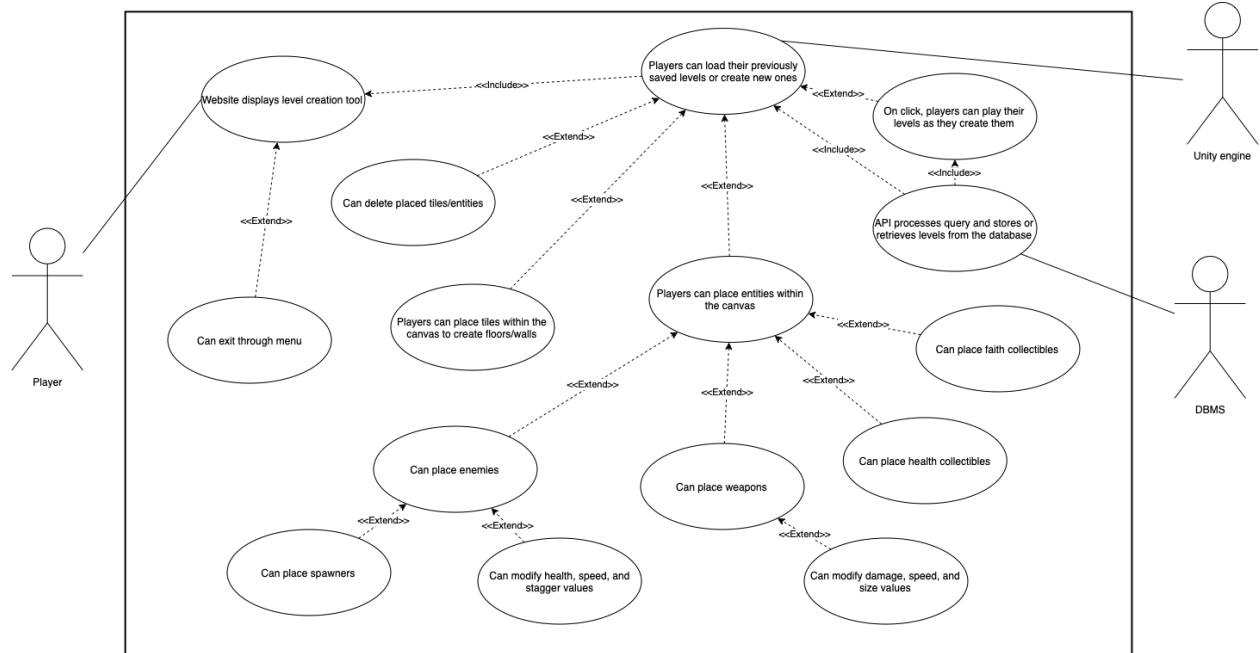 Players can load their previously
saved levels or create new ones
<<Include>>
Website displays level creation tool
<<Extend>>
On click, players can play their
levels as they create them
Unity engine
<<Extend>>
<<Include>>
<<Include>>
<<Extend>>
<<Extend>>
Can delete placed tiles/entities
<<Extend>>
<<Extend>>
API processes query and stores or
retrieves levels from the database
Players can place entities within
the canvas
Players can place tiles within the
canvas to create floors/walls
<<Extend>>
Can exit through menu
Can place faith collectibles
Player
DBMS
<<Extend>>
<<Extend>>
<<Extend>>
Can place enemies
Can place health collectibles
Can place weapons
<<Extend>>
<<Extend>>
<<Extend>>
Can place spawners
Can modify health, speed, and
stagger values
Can modify damage, speed, and
size values